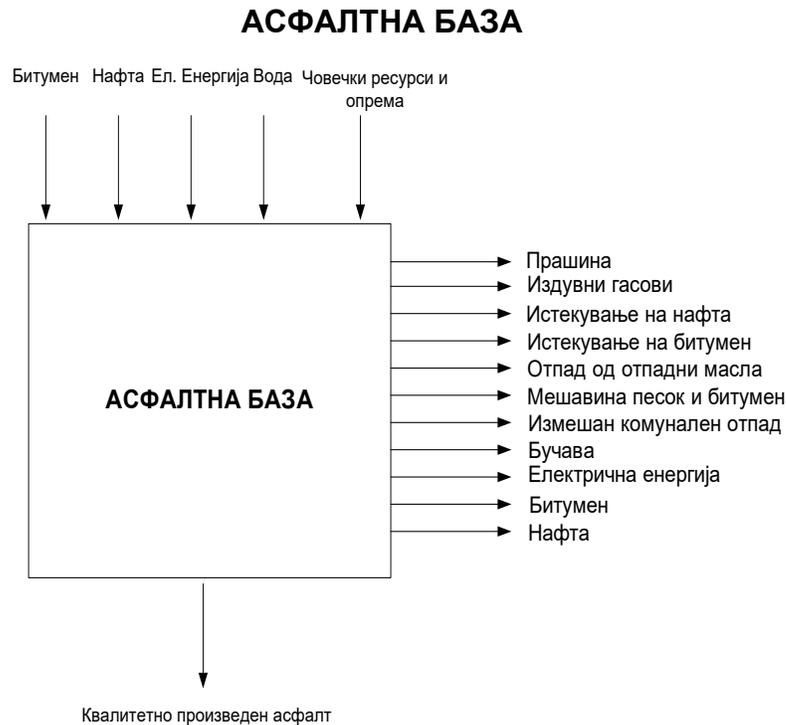 АСФАЛТНА БАЗА
Битумен Нафта Ел. Енергија Вода Човечки ресурси и
опрема
Прашина
Издувни гасови
Истекување на нафта
Истекување на битумен
Отпад од отпадни масла
АСФАЛТНА БАЗА
Мешавина песок и битумен
Измешан комунален отпад
Бучава
Електрична енергија
Битумен
Нафта
Квалитетно произведен асфалт